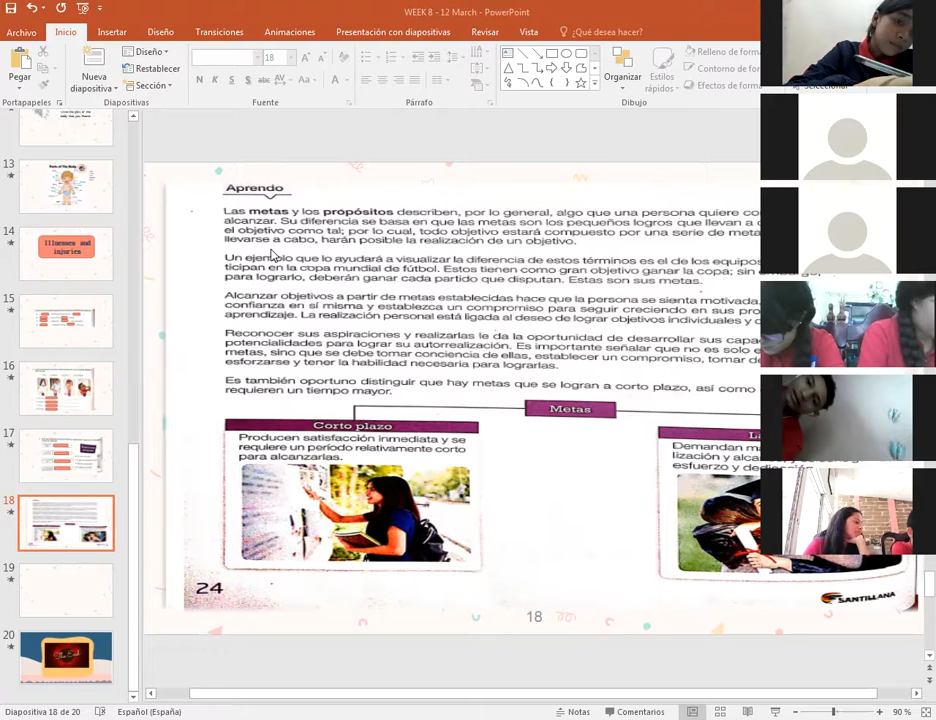 WEEK 8 - 12 March - PowerPoint
Archivo Inicio Insertar Diseño Transiciones Animaciones Presentación con diapositivas Revisar Vista ¿Qué desea hacer?
Pegar
Nueva diapositiva
Diseño
Restablecer
Sección
18
N K S abc AV Aa A
Organizar
Estilos rápidos
Relleno de forma
Contorno de forma
Efectos de forma
Seleccionar
Portapapeles Diapositivas Fuente Párrafo Dibujo
13
14
Illnesses and
injuries
15
16
17
18
19
20
Aprendo
Las metas y los propósitos describen, por lo general, algo que una persona quiere
alcanzar. Su diferencia se basa en que las metas son los pequeños logros que llevan a
el objetivo como tal; por lo cual, todo objetivo estará compuesto por una serie de
llevarse a cabo, harán posible la realización de un objetivo.
Un ejemplo que lo ayudará a visualizar la diferencia de estos términos es el de los
ticipan en la copa mundial de fútbol. Estos tienen como gran objetivo ganar la copa; sin
para lograrlo, deberán ganar cada partido que disputan. Estas son sus metas.
Alcanzar objetivos a partir de metas establecidas hace que la persona se sienta motivada,
confianza en sí misma y establezca un compromiso para seguir creciendo en su
aprendizaje. La realización personal está ligada al deseo de lograr objetivos individuales y
Reconocer sus aspiraciones y realizarlas le da la oportunidad de desarrollar sus
potencialidades para lograr su autorrealización. Es importante señalar que no es solo
metas, sino que se debe tomar conciencia de ellas, establecer un compromiso, tomar
esforzarse y tener la habilidad necesaria para lograrlas.
Es también oportuno distinguir que hay metas que se logran a corto plazo, así como
requieren un tiempo mayor.
Metas
Corto plazo
Producen satisfacción inmediata y se
requiere un período relativamente corto
para alcanzarlas.
Demandan
lización y
esfuerzo y dedicación.
24
SANTILLANA
18
Diapositiva 18 de 20 Español (España) Notas Comentarios 90 %